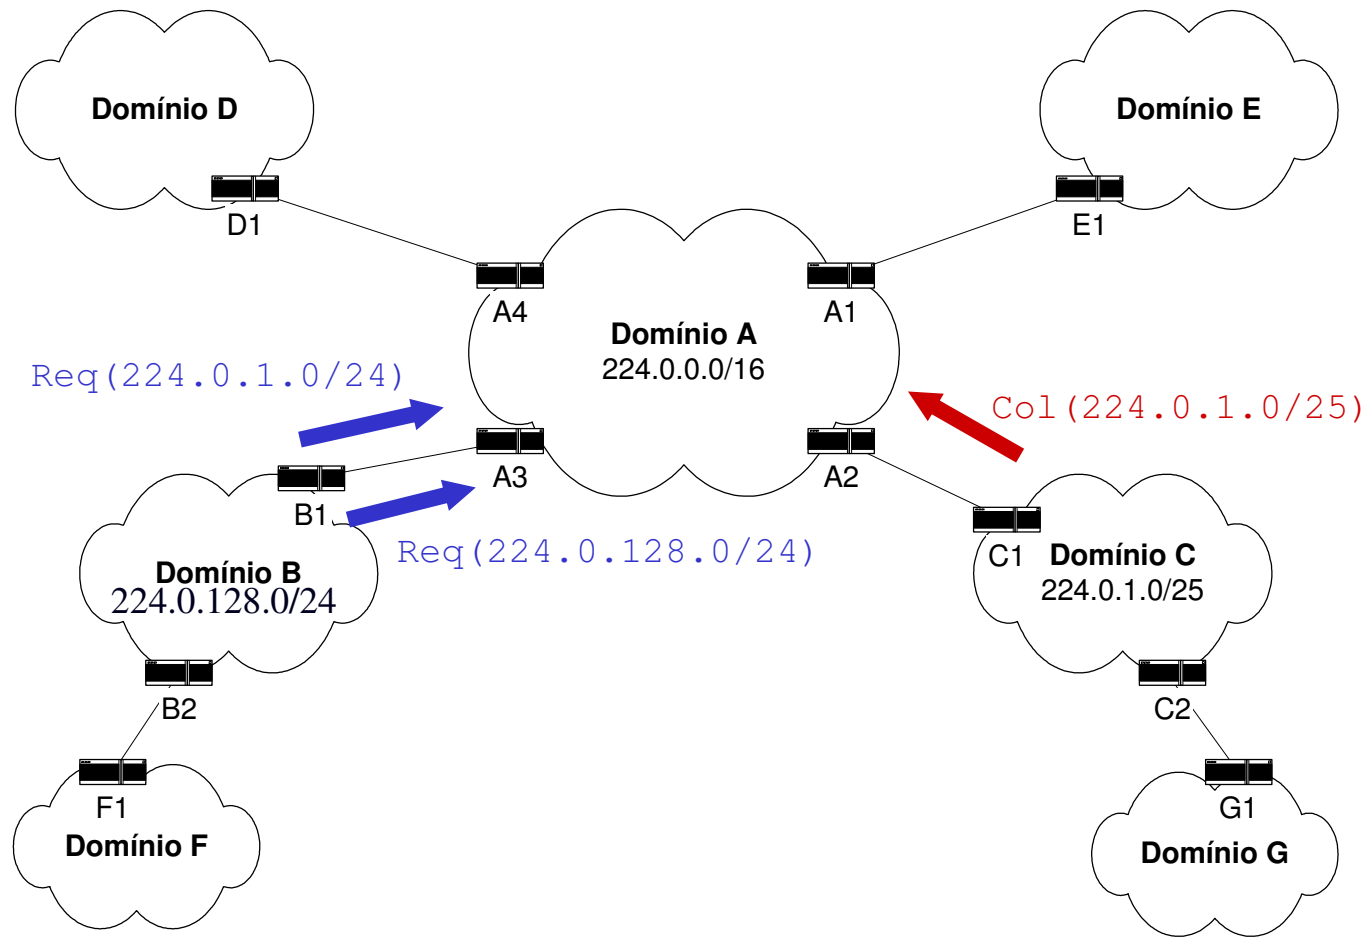 Domínio D
D1
Domínio E
E1
A4
A1
Domínio A
224.0.0.0/16
Req(224.0.1.0/24)
Col(224.0.1.0/25)
A3
A2
B1
Req(224.0.128.0/24)
C1
Domínio B
224.0.128.0/24
Domínio C
224.0.1.0/25
B2
C2
F1
Domínio F
G1
Domínio G